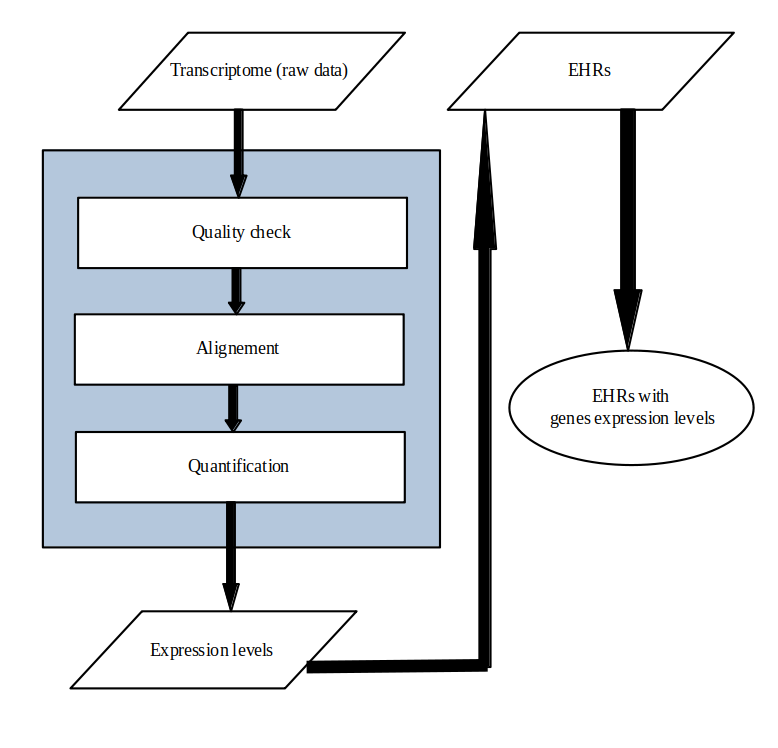 Transcriptome (raw data)
Quality check
Alignement
Quantification
Expression levels
EHRs
EHRs with
genes expression levels